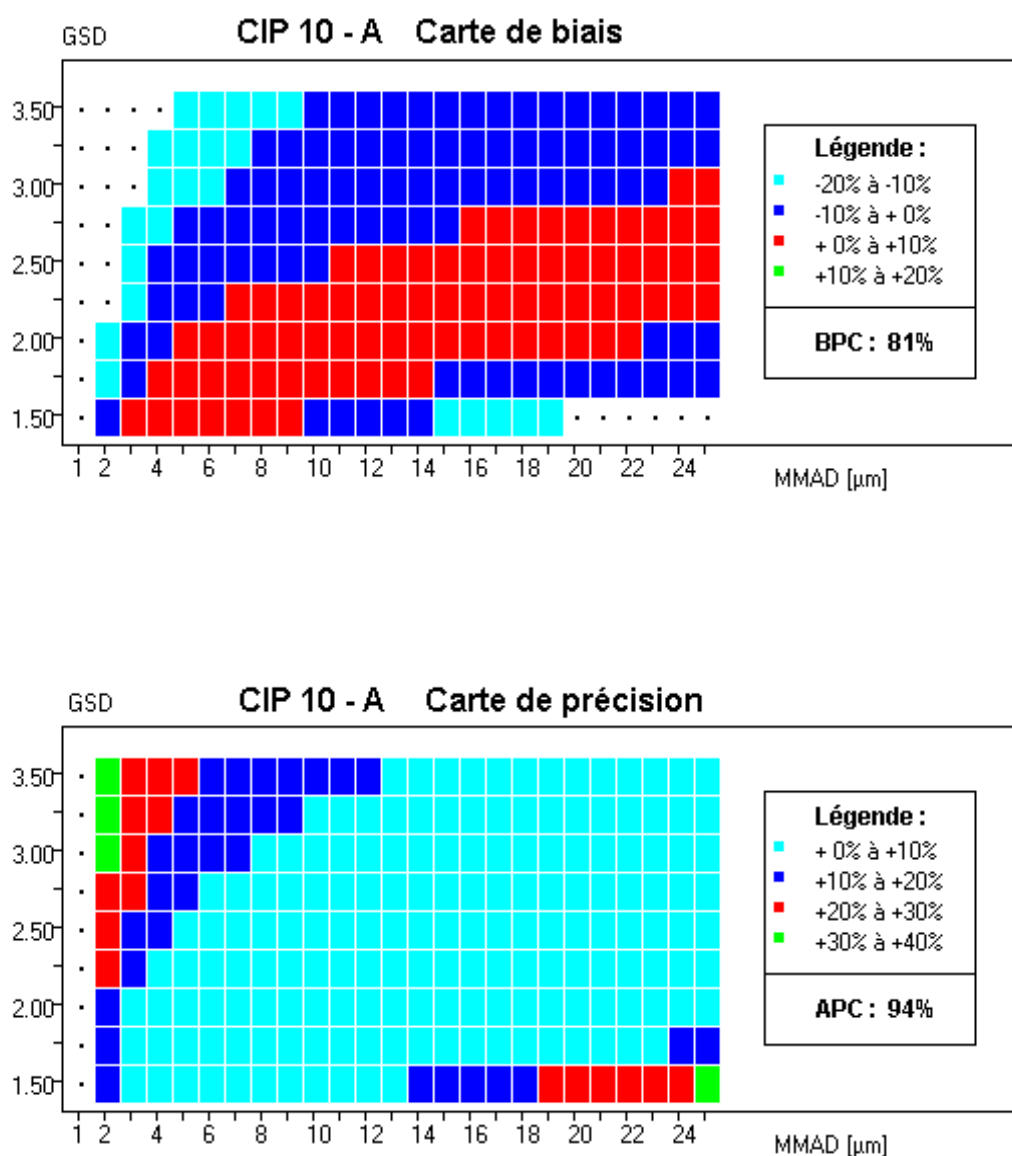 GSD CIP 10 - A Carte de biais
3.50
3.00
2.50
2.00
1.50
1 2 4 6 8 10 12 14 16 18 20 22 24
MMAD [µm]
Légende :
-20% à -10%
-10% à + 0%
+ 0% à +10%
+10% à +20%
BPC : 81%
GSD CIP 10 - A Carte de précision
3.50
3.00
2.50
2.00
1.50
1 2 4 6 8 10 12 14 16 18 20 22 24
MMAD [µm]
Légende :
+ 0% à +10%
+10% à +20%
+20% à +30%
+30% à +40%
APC : 94%